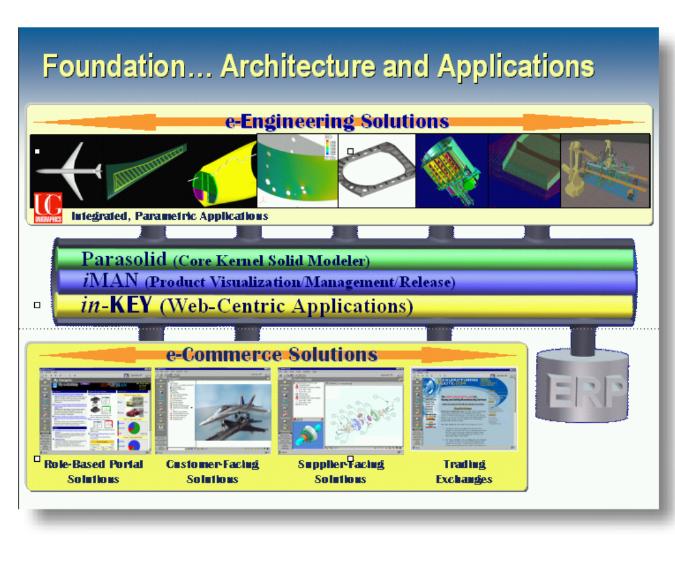 Foundation... Architecture and Applications
e-Engineering Solutions
UG
UNIGRAPHICS
Integrated, Parametric Applications
Parasolid (Core Kernel Solid Modeler)
iMAN (Product Visualization/Management/Release)
in-KEY (Web-Centric Applications)
e-Commerce Solutions
ERP
Role-Based Portal
Solutions
Customer-Facing
Solutions
Supplier-Facing
Solutions
Trading
Exchanges